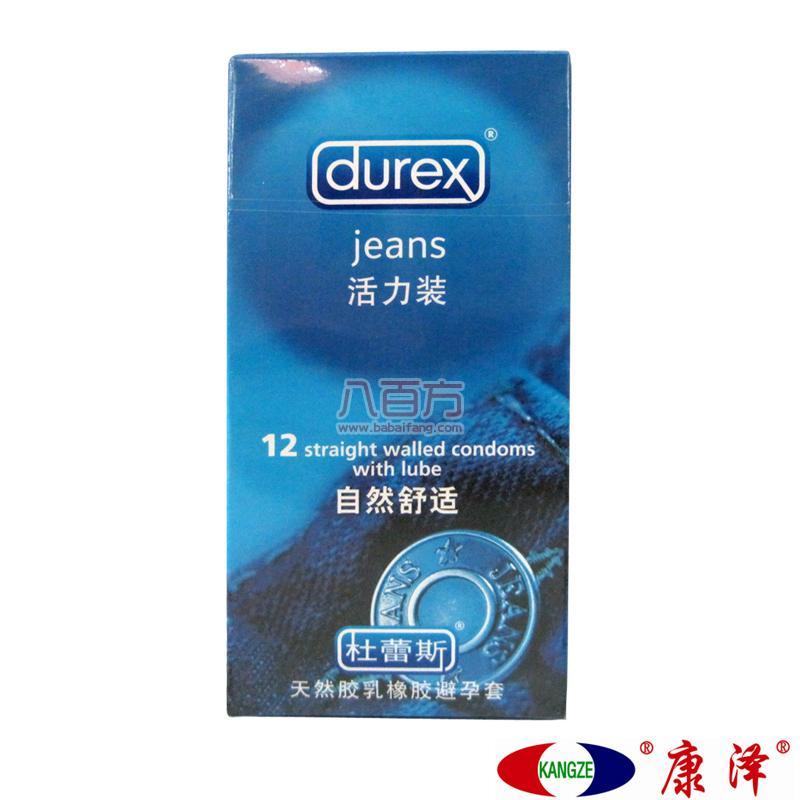 durex®
jeans
活力装
八百方
www.babaifang.com
12 straight walled condoms
with lube
自然舒适
JEANS ★ JEANS
杜蕾斯®
天然胶乳橡胶避孕套
KANGZE ® 康泽®